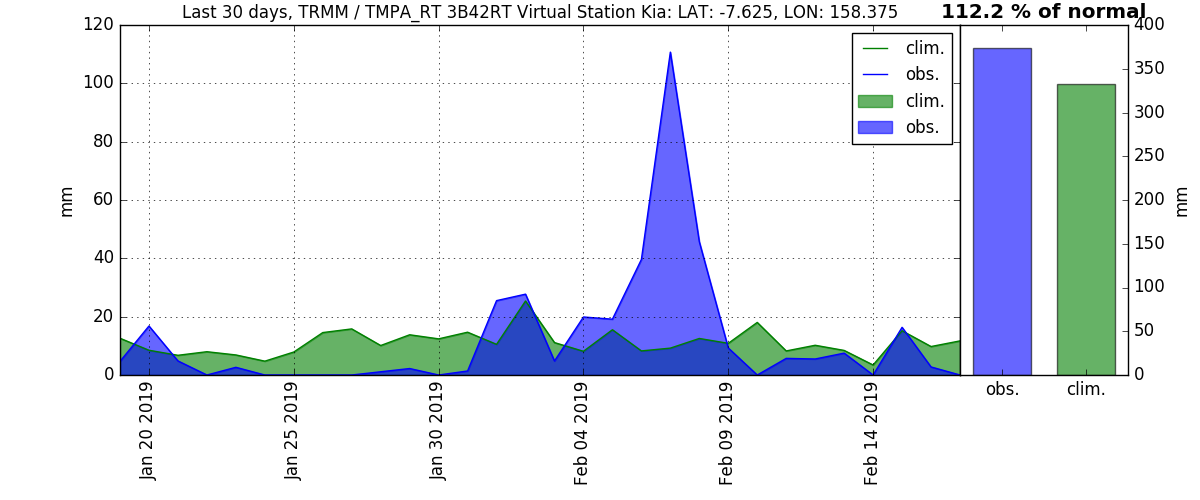 Last 30 days, TRMM / TMPA_RT 3B42RT Virtual Station Kia: LAT: -7.625, LON: 158.375
112.2 % of normal
120
100
80
60
40
20
0
mm
clim.
obs.
clim.
obs.
400
350
300
250
200
150
100
50
0
mm
obs.
clim.
Jan 20 2019
Jan 25 2019
Jan 30 2019
Feb 04 2019
Feb 09 2019
Feb 14 2019